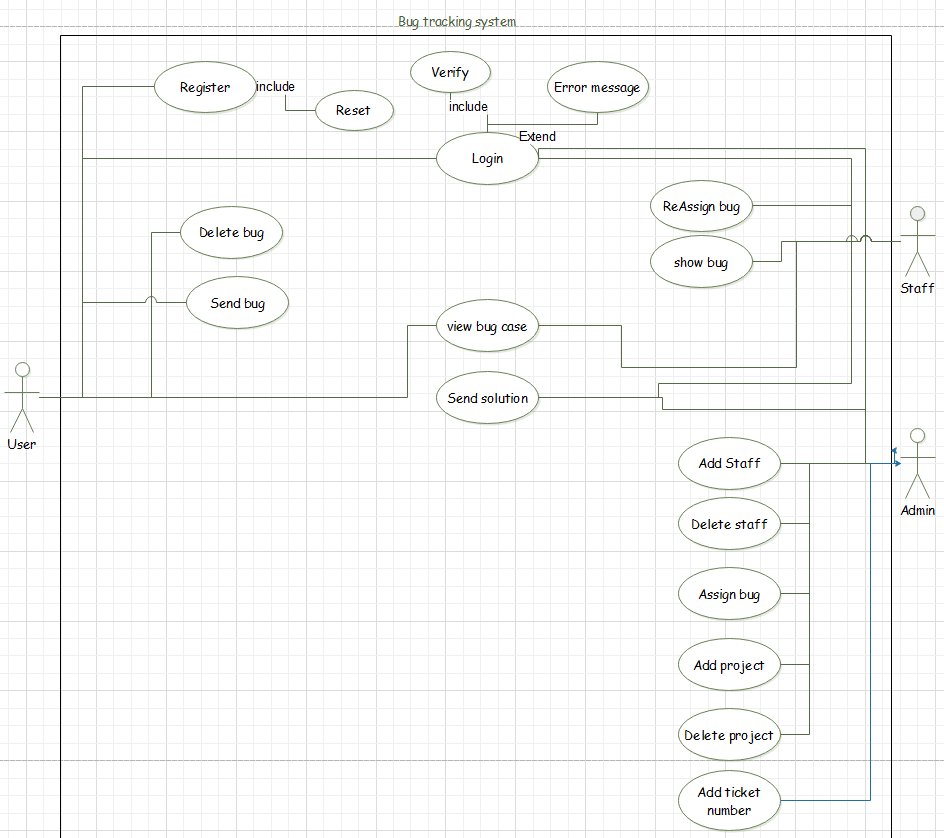 Bug tracking system
Verify
Register
include
Error message
Reset
include
Extend
Login
ReAssign bug
Delete bug
show bug
Staff
Send bug
view bug case
Send solution
User
Add Staff
Admin
Delete staff
Assign bug
Add project
Delete project
Add ticket
number